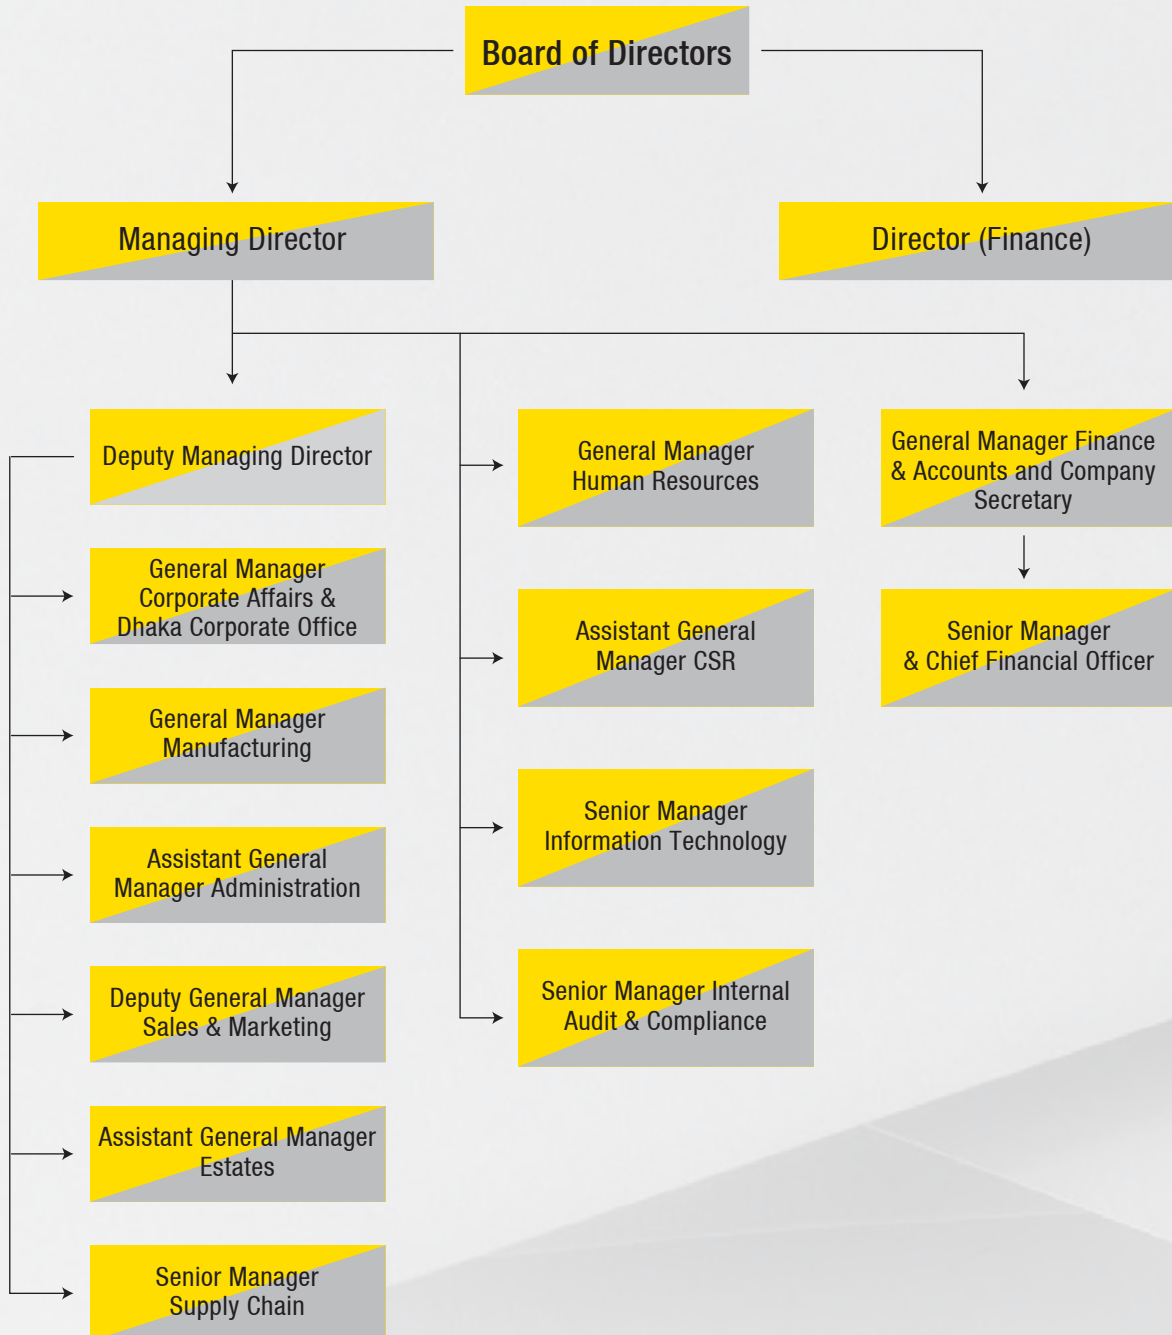 Board of Directors
Managing Director
Director (Finance)
Deputy Managing Director
General Manager
Corporate Affairs &
Dhaka Corporate Office
General Manager
Manufacturing
Assistant General
Manager Administration
Deputy General Manager
Sales & Marketing
Assistant General Manager
Estates
Senior Manager
Supply Chain
General Manager
Human Resources
Assistant General
Manager CSR
Senior Manager
Information Technology
Senior Manager Internal
Audit & Compliance
General Manager Finance
& Accounts and Company
Secretary
Senior Manager
& Chief Financial Officer